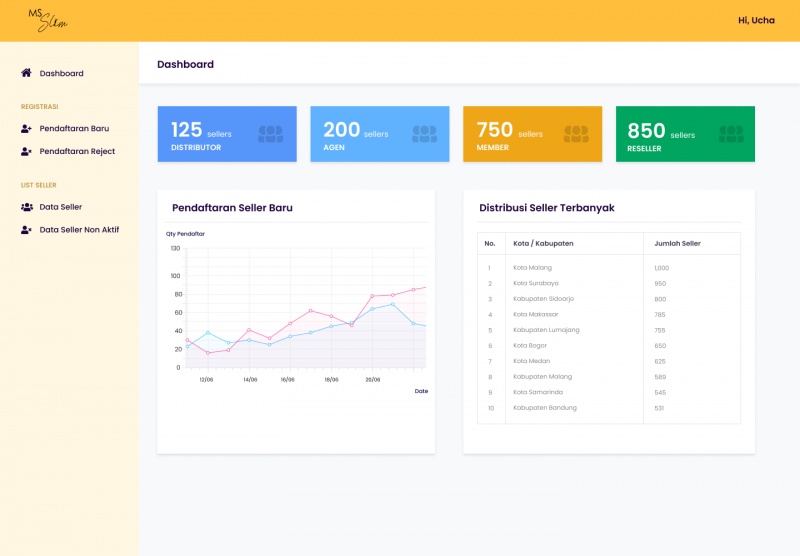 MS
Slim
Hi, Ucha
Dashboard
REGISTRASI
Pendaftaran Baru
Pendaftaran Reject
LIST SELLER
Data Seller
Data Seller Non Aktif
Dashboard
125 sellers
DISTRIBUTOR
200 sellers
AGEN
750 sellers
MEMBER
850 sellers
RESELLER
Pendaftaran Seller Baru
Qty Pendaftar
130
100
80
60
40
20
0
12/06 14/06 16/06 18/06 20/06
Date
Distribusi Seller Terbanyak
No. Kota / Kabupaten Jumlah Seller
1 Kota Malang 1,000
2 Kota Surabaya 950
3 Kabupaten Sidoarjo 800
4 Kota Makassar 785
5 Kabupaten Lumajang 755
6 Kota Bogor 650
7 Kota Medan 625
8 Kabupaten Malang 589
9 Kota Samarinda 545
10 Kabupaten Bandung 531